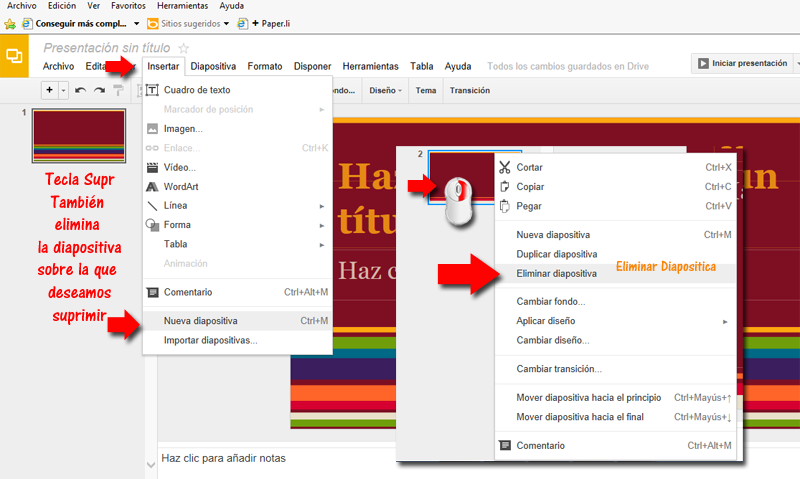 Archivo Edición Ver Favoritos Herramientas Ayuda
Conseguir más compl... Sitios sugeridos + Paper.li
Presentación sin título
Archivo Insertar Diapositiva Formato Disponer Herramientas Tabla Ayuda Todos los cambios guardados en Drive
Iniciar presentación
Diseño Tema Transición
1
Cuadro de texto
Marcador de posición
Imagen...
Enlace... Ctrl+K
Vídeo...
WordArt
Línea
Forma
Tabla
Animación
Comentario Ctrl+Alt+M
Nueva diapositiva Ctrl+M
Importar diapositivas...
Tecla Supr
También
elimina
la diapositiva
sobre la que
deseamos
suprimir
Haz
títu
Haz c
2
Cortar Ctrl+X
Copiar Ctrl+C
Pegar Ctrl+V
Nueva diapositiva Ctrl+M
Duplicar diapositiva
Eliminar diapositiva
Eliminar Diapositica
Cambiar fondo...
Aplicar diseño
Cambiar diseño...
Cambiar transición...
Mover diapositiva hacia el principio Ctrl+Mayús+↑
Mover diapositiva hacia el final Ctrl+Mayús+↓
Comentario Ctrl+Alt+M
Haz clic para añadir notas